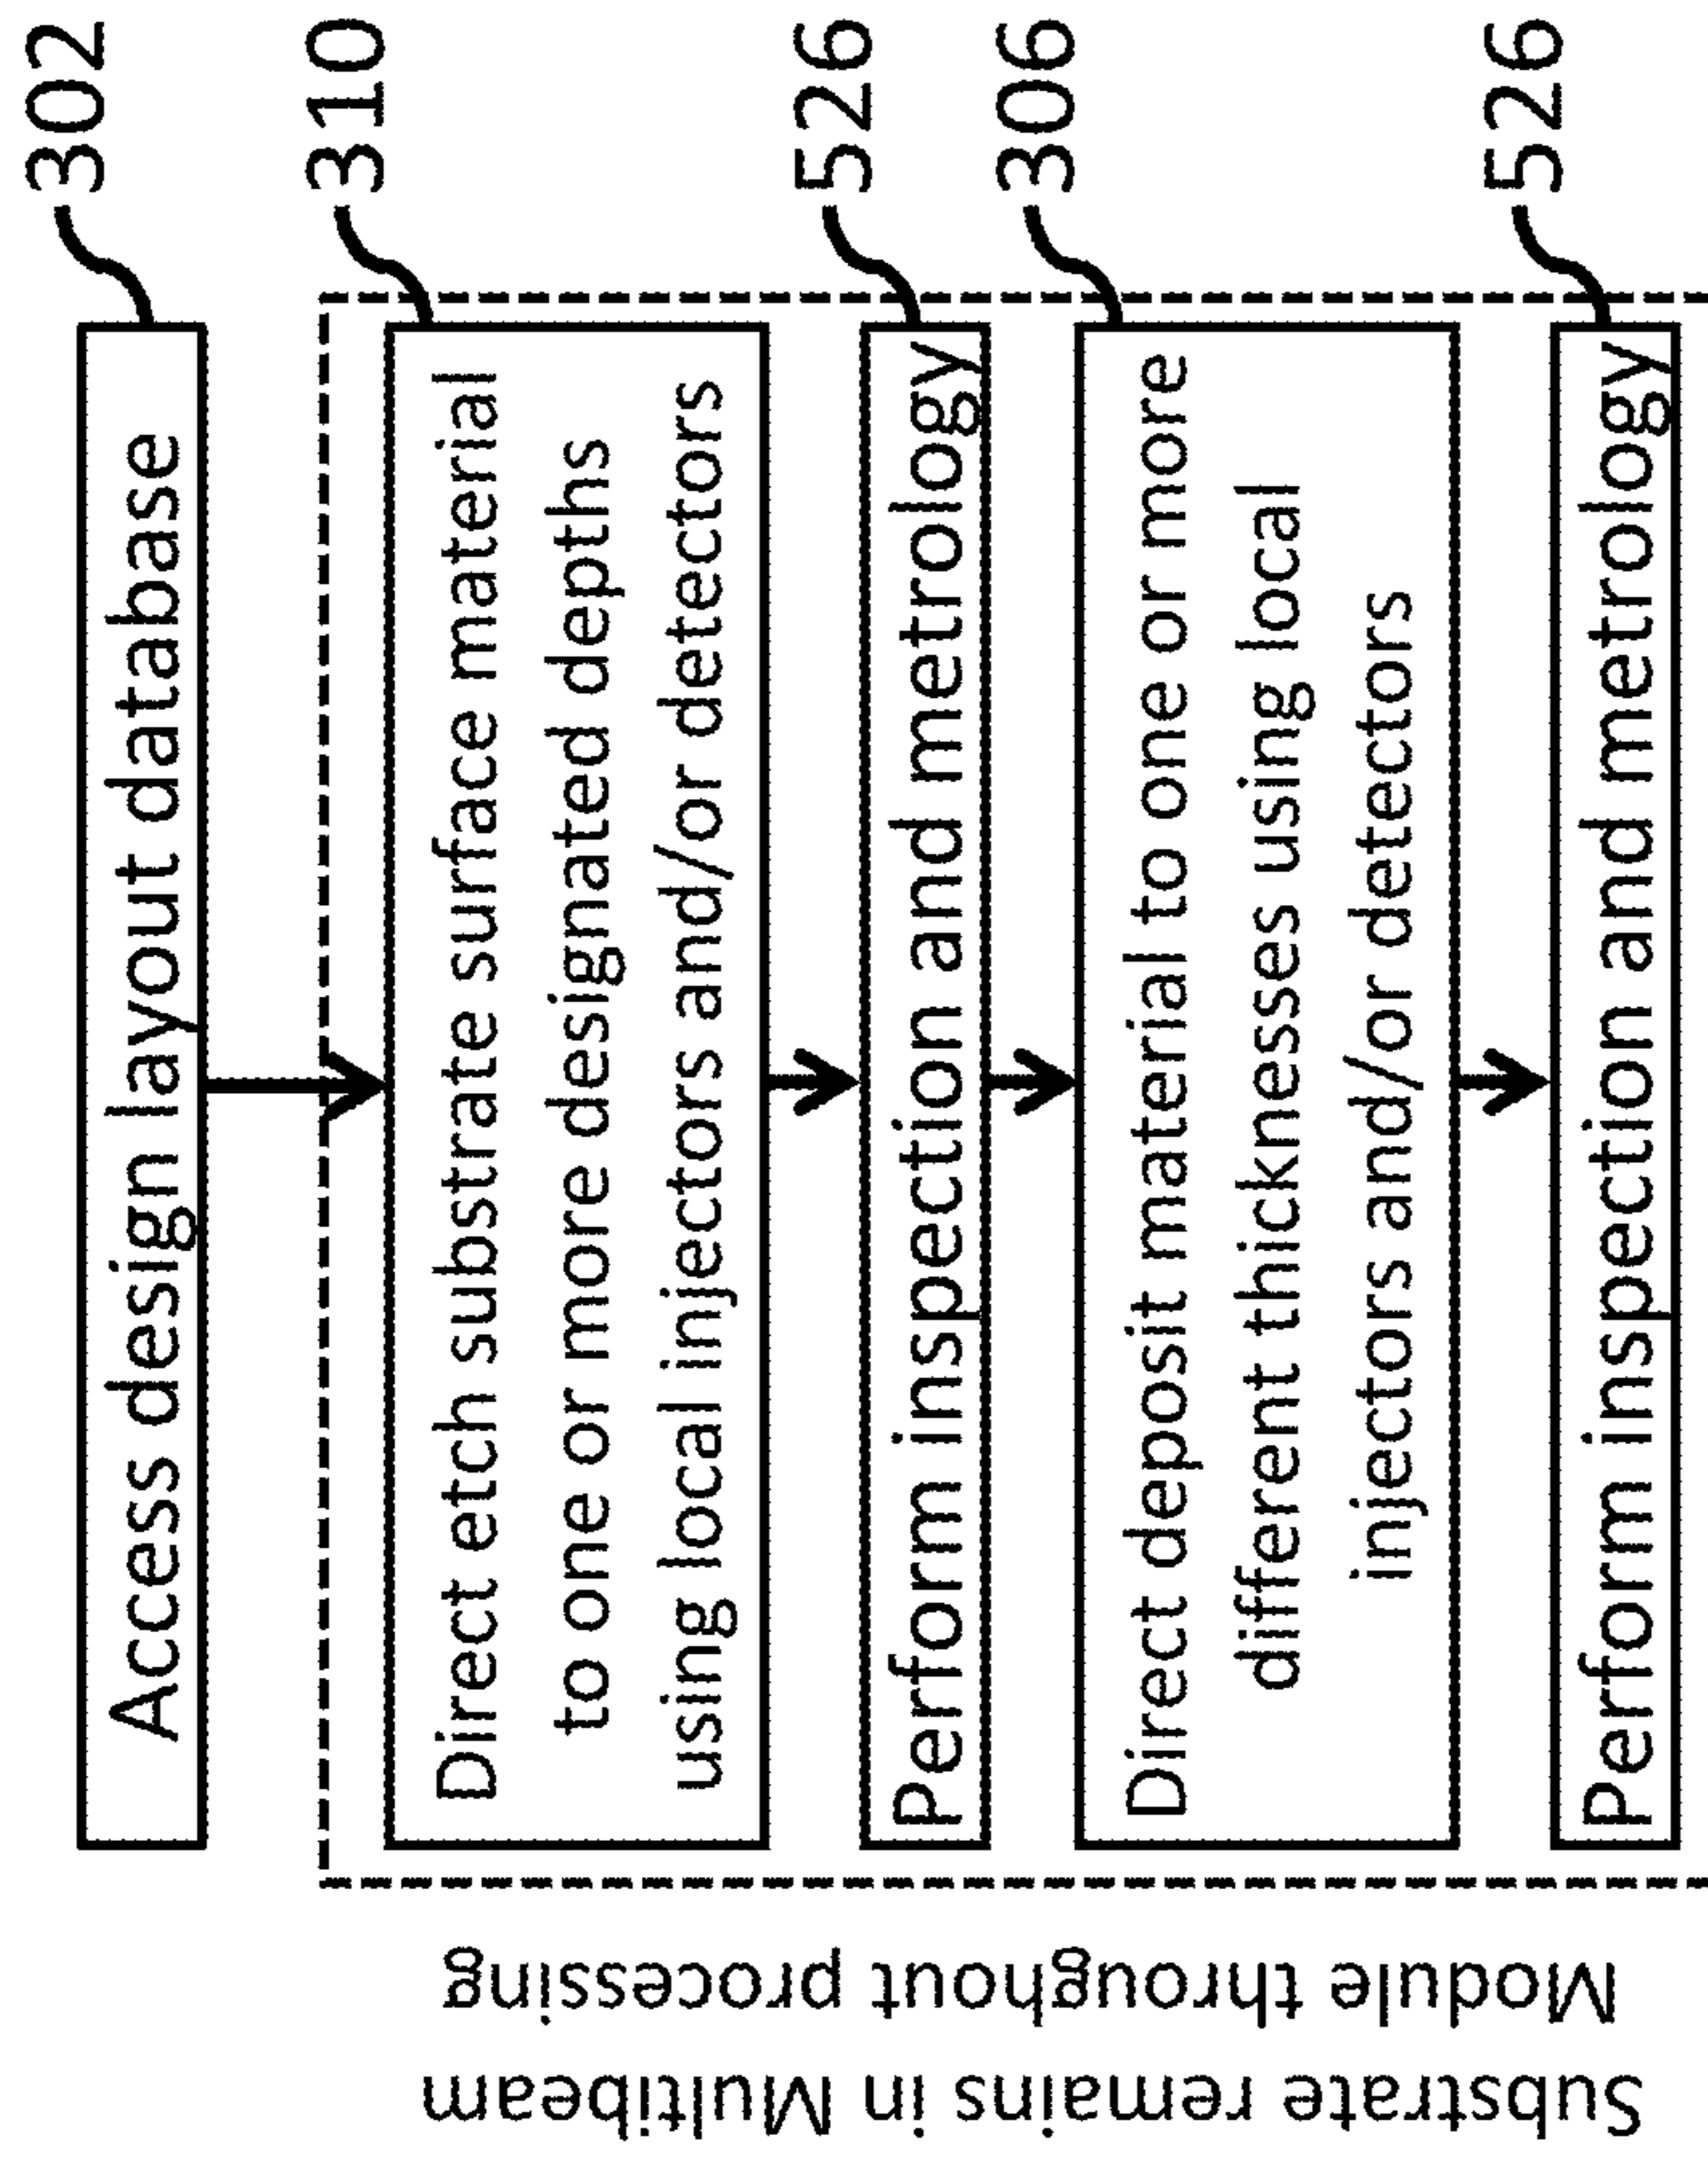 Access design layout database
302
Direct etch substrate surface material
to one or more designated depths
using local injectors and/or detectors
310
Perform inspection and metrology
526
Direct deposit material to one or more
different thicknesses using local
injectors and/or detectors
306
Perform inspection and metrology
526
Substrate remains in Multibeam
Module throughout processing